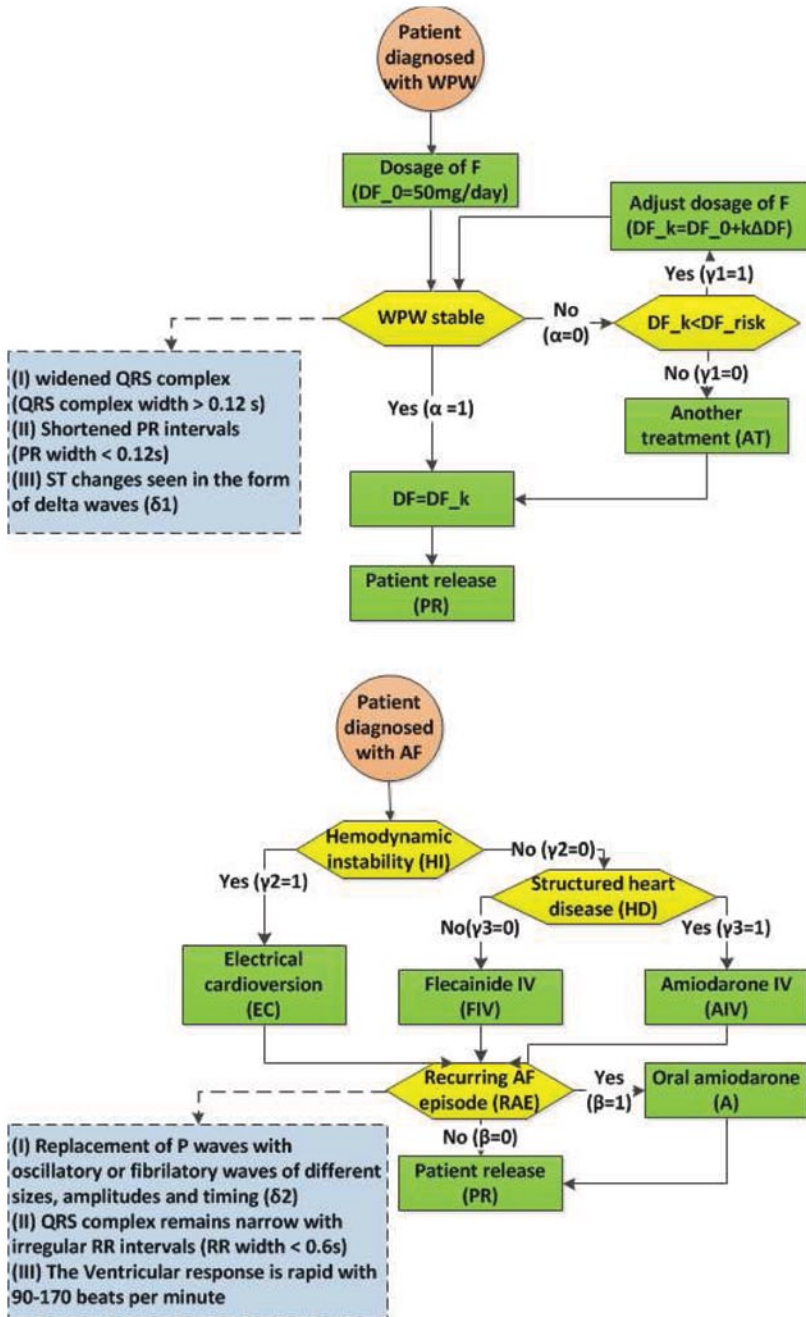 Patient
diagnosed
with WPW
Dosage of F
(DF_0=50mg/day)
Adjust dosage of F
(DF_k=DF_0+kΔDF)
Yes (γ1=1)
WPW stable
No
(α=0)
DF_k<DF_risk
No (γ1=0)
(I) widened QRS complex
(QRS complex width > 0.12 s)
(II) Shortened PR intervals
(PR width < 0.12s)
(III) ST changes seen in the form
of delta waves (δ1)
Yes (α =1)
Another
treatment (AT)
DF=DF_k
Patient release
(PR)
Patient
diagnosed
with AF
Hemodynamic
instability (HI)
No (γ2=0)
Yes (γ2=1)
Structured heart
disease (HD)
No(γ3=0)
Yes (γ3=1)
Electrical
cardioversion
(EC)
Flecainide IV
(FIV)
Amiodarone IV
(AIV)
Recurring AF
episode (RAE)
Yes
(β=1)
Oral amiodarone
(A)
No (β=0)
Patient release
(PR)
(I) Replacement of P waves with
oscillatory or fibrilatory waves of different
sizes, amplitudes and timing (δ2)
(II) QRS complex remains narrow with
irregular RR intervals (RR width < 0.6s)
(III) The Ventricular response is rapid with
90-170 beats per minute